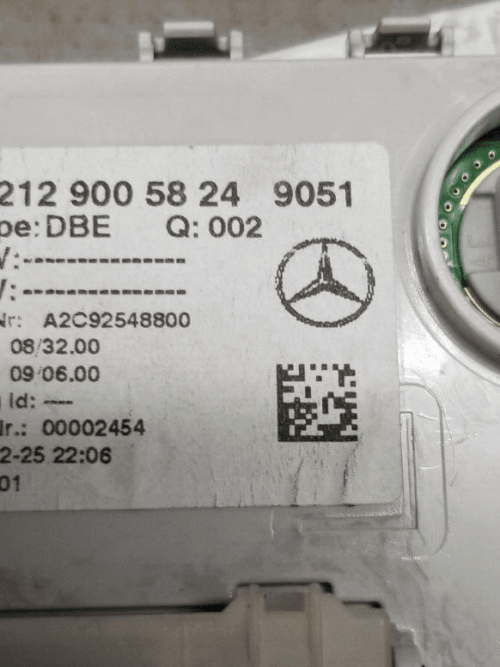 212 900 58 24 9051
pe: DBE Q: 002
V:---------------
V:---------------
Nr: A2C92548800
08/32.00
09/06.00
Id: ---
Nr.: 00002454
2-25 22:06
01